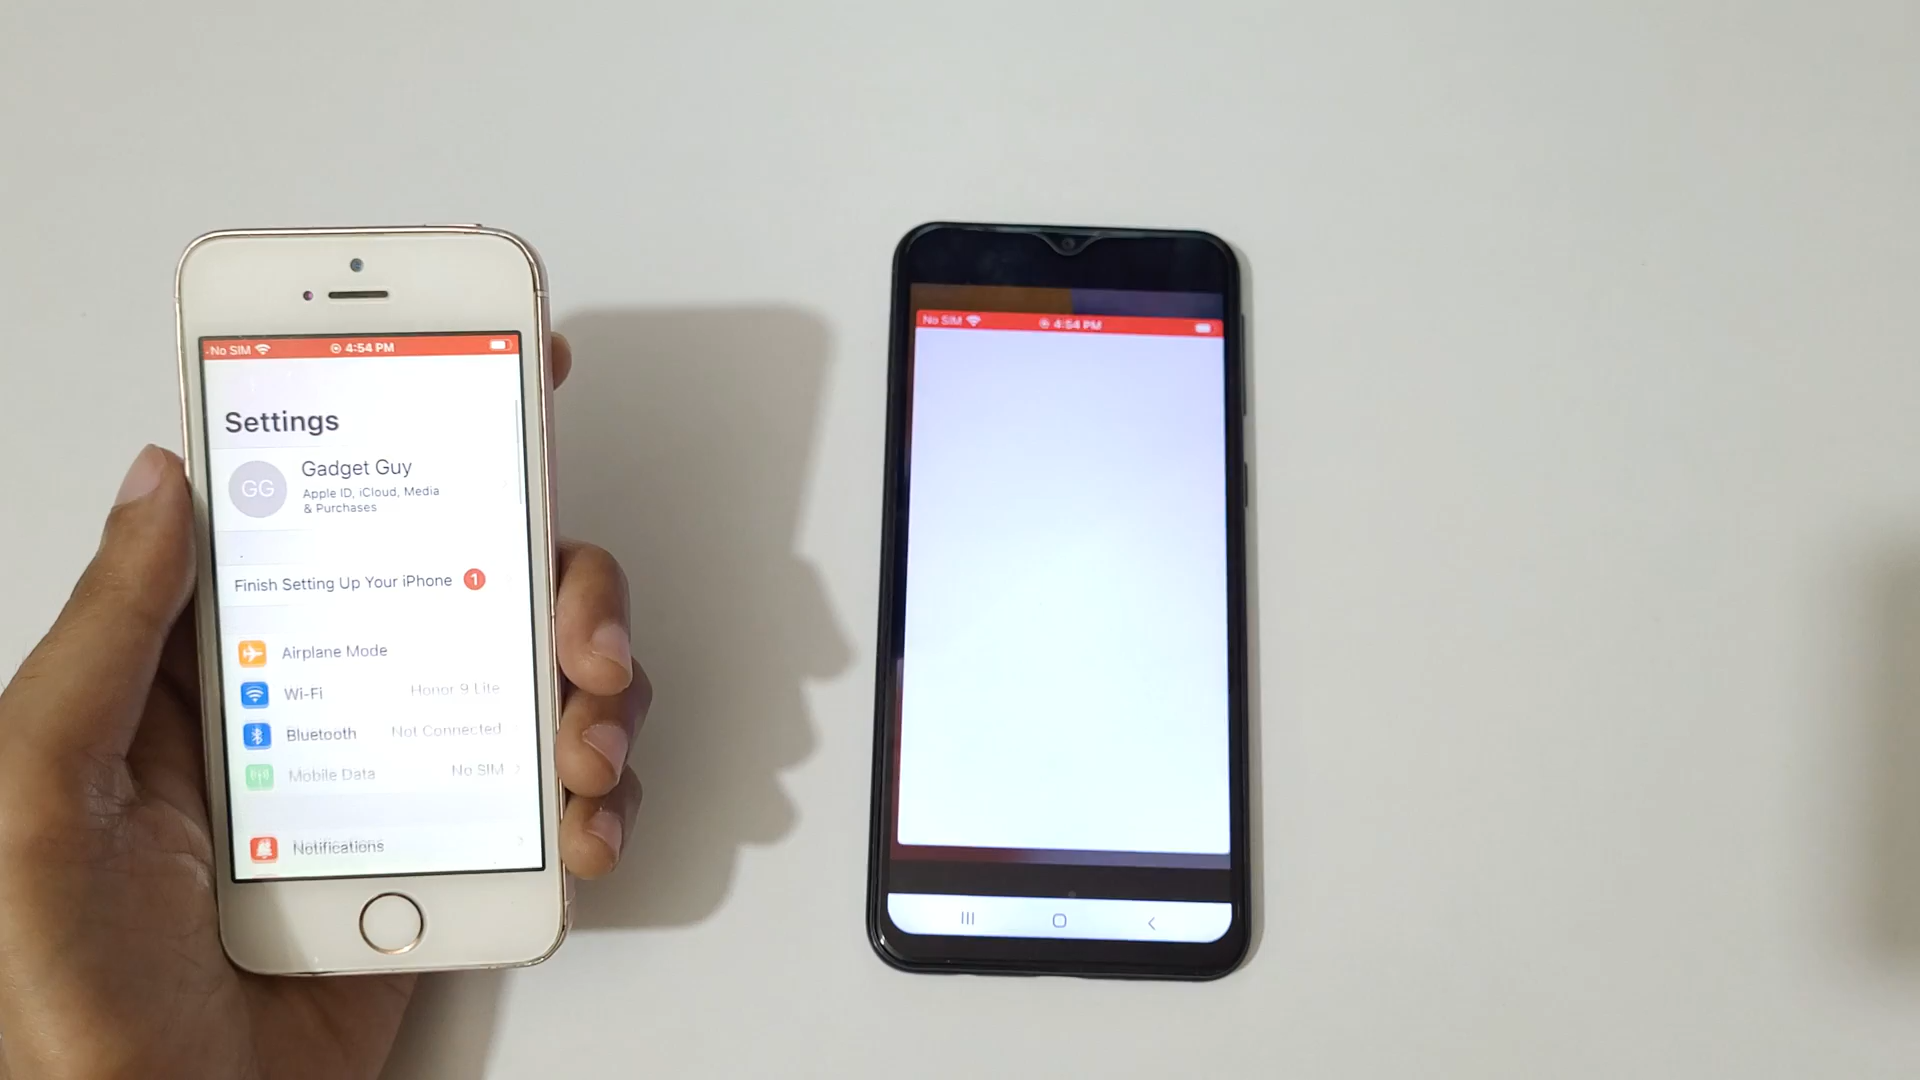 No SIM 4:54 PM
Settings
GG
Gadget Guy
Apple ID, iCloud, Media
& Purchases
Finish Setting Up Your iPhone 1
Airplane Mode
Wi-Fi Honor 9 Lite
Bluetooth Not Connected
Mobile Data No SIM
Notifications
No SIM 4:54 PM